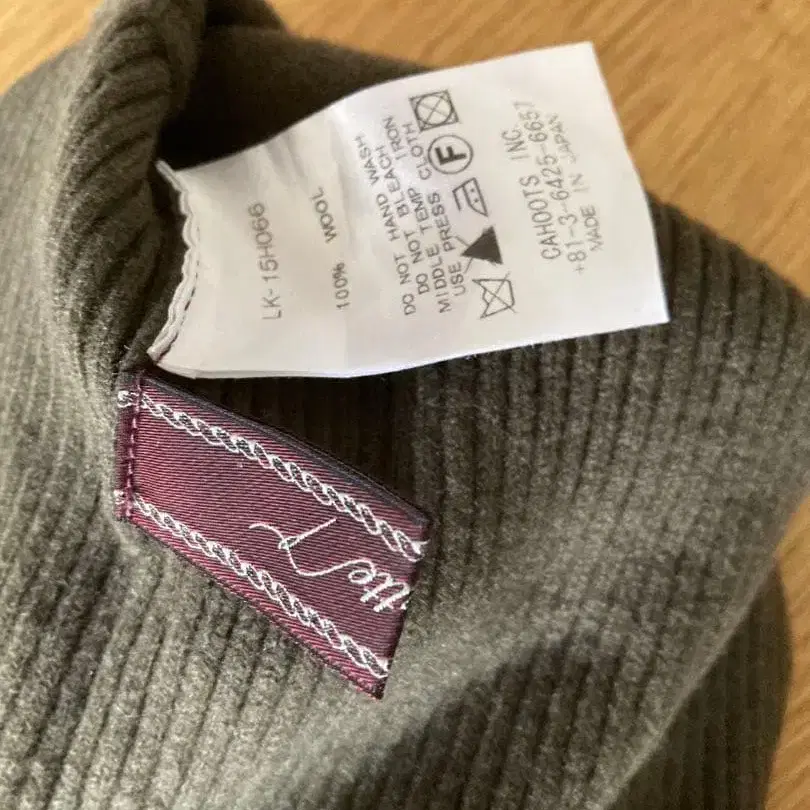 LK-15H066
100% WOOL
DO NOT HAND WASH
DO NOT BLEACH
MIDDLE TEMP IRON
USE PRESS CLOTH
F
CAHOOTS INC.
+81-3-6425-6657
MADE IN JAPAN